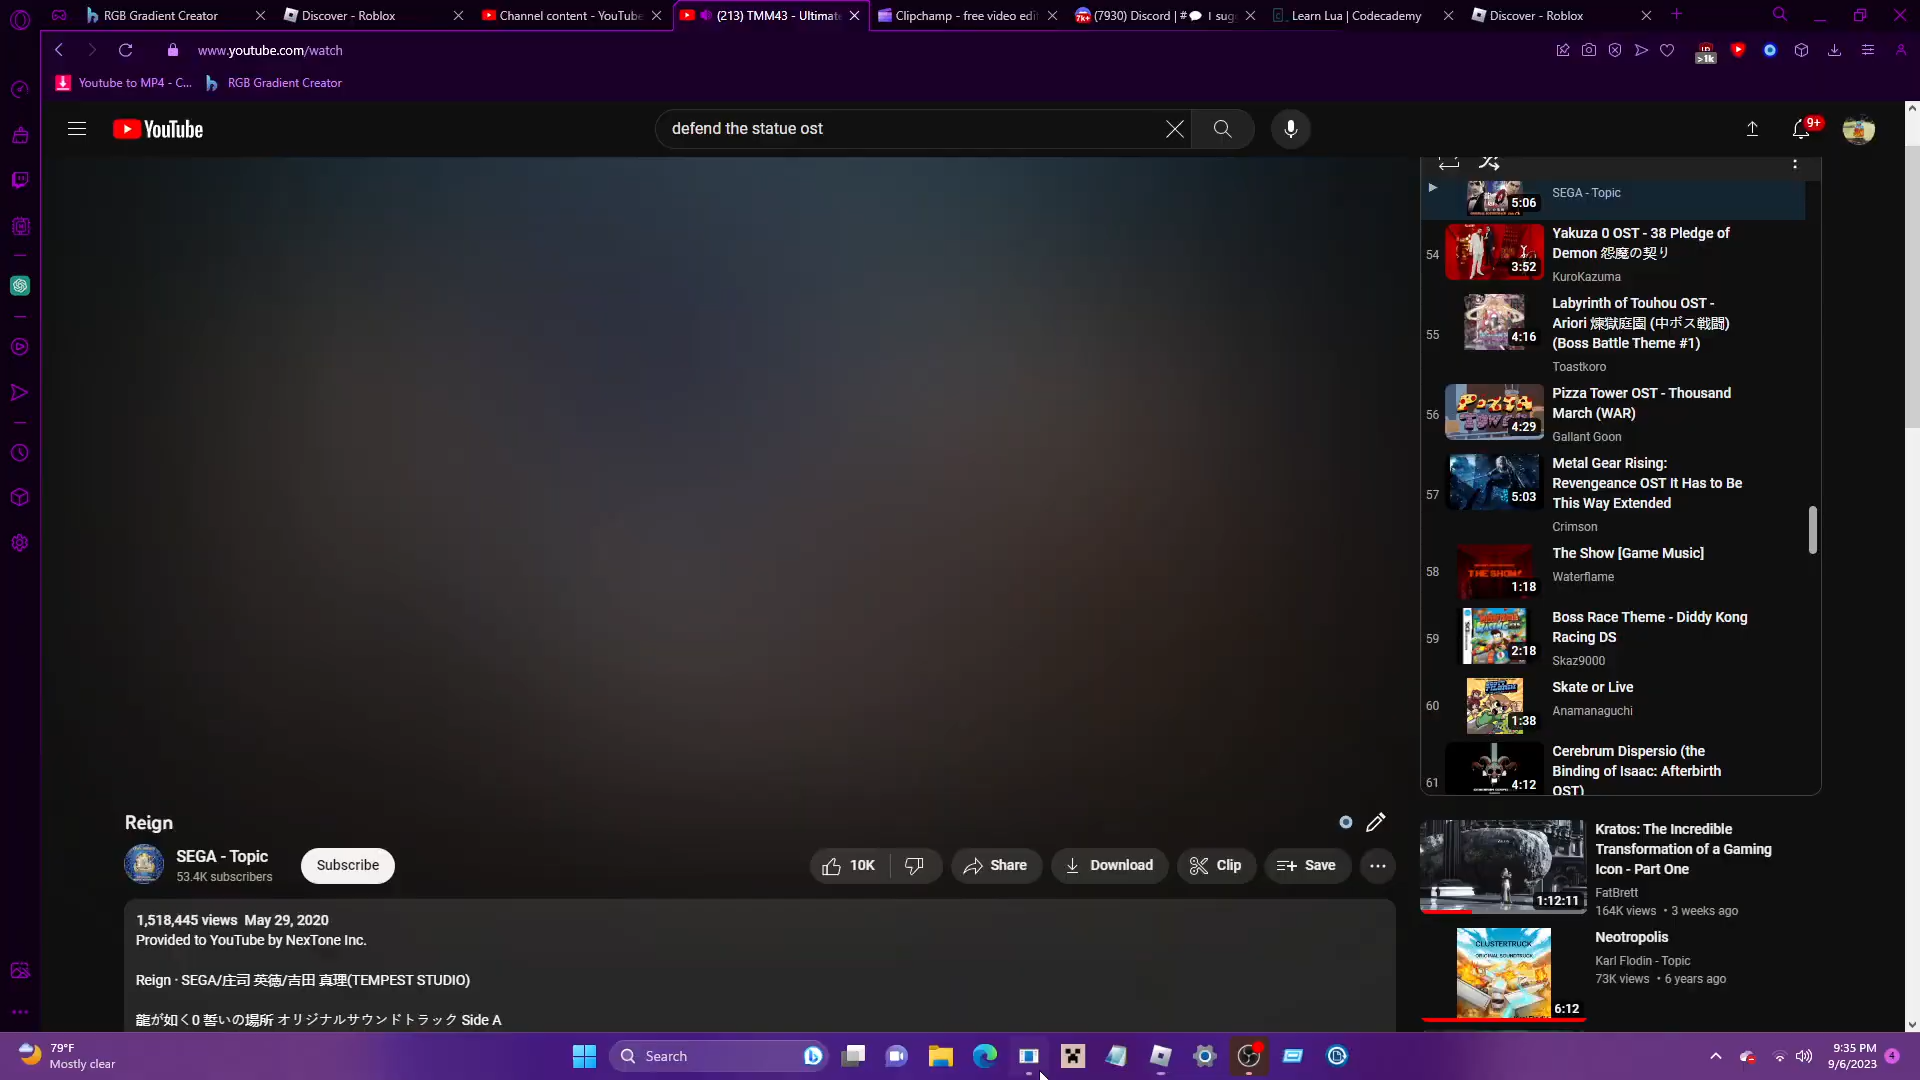 RGB Gradient Creator
Discover - Roblox
Channel content - YouTube
(213) TMM43 - Ultimat
Clipchamp - free video edit
(7930) Discord | #
I sug
Learn Lua | Codecademy
Discover - Roblox
www.youtube.com/watch
>1k
Youtube to MP4 - C...
RGB Gradient Creator
YouTube
defend the statue ost
9+
5:06
SEGA - Topic
54
3:52
Yakuza 0 OST - 38 Pledge of
Demon 怨魔の契り
KuroKazuma
55
4:16
Labyrinth of Touhou OST -
Ariori 煉獄庭園 (中ボス戦闘)
(Boss Battle Theme #1)
Toastkoro
56
4:29
Pizza Tower OST - Thousand
March (WAR)
Gallant Goon
57
5:03
Metal Gear Rising:
Revengeance OST It Has to Be
This Way Extended
Crimson
58
THE SHOW!
1:18
The Show [Game Music]
Waterflame
59
2:18
Boss Race Theme - Diddy Kong
Racing DS
Skaz9000
60
1:38
Skate or Live
Anamanaguchi
61
4:12
Cerebrum Dispersio (the
Binding of Isaac: Afterbirth
OST)
Reign
SEGA - Topic
53.4K subscribers
Subscribe
10K
Share
Download
Clip
Save
1,518,445 views May 29, 2020
Provided to YouTube by NexTone Inc.
Reign · SEGA/庄司 英徳/吉田 真理(TEMPEST STUDIO)
龍が如く0 誓いの場所 オリジナルサウンドトラック Side A
1:12:11
Kratos: The Incredible
Transformation of a Gaming
Icon - Part One
FatBrett
164K views • 3 weeks ago
CLUSTERTRUCK
ORIGINAL SOUNDTRACK
6:12
Neotropolis
Karl Flodin - Topic
73K views • 6 years ago
79°F
Mostly clear
Search
9:35 PM
9/6/2023
4